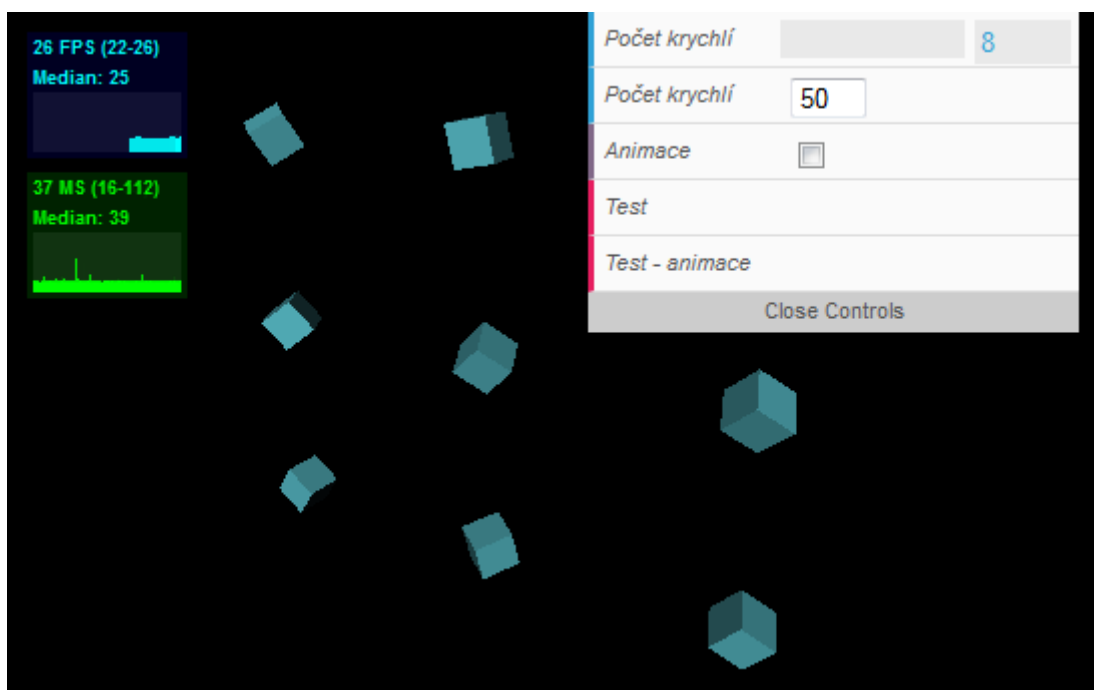 26 FPS (22-26)
Median: 25
37 MS (16-112)
Median: 39
Počet krychlí 8
Počet krychlí 50
Animace
Test
Test - animace
Close Controls